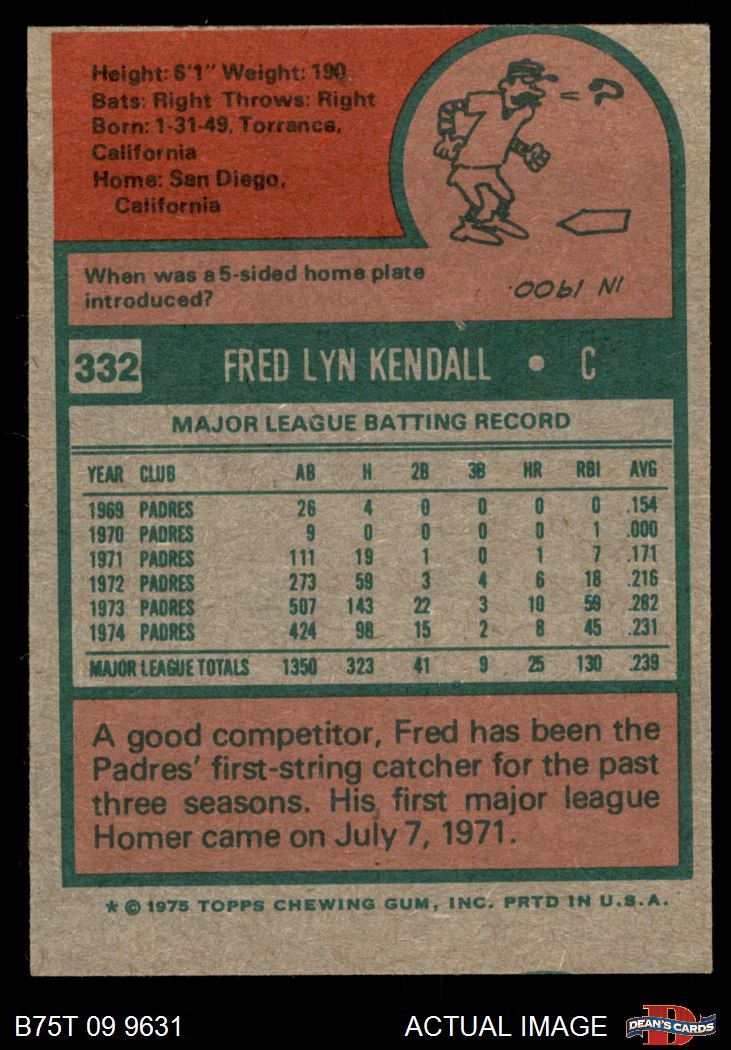 Height: 6'1" Weight: 190
Bats: Right Throws: Right
Born: 1-31-49, Torrance,
California
Home: San Diego,
California
= ?
When was a 5-sided home plate
introduced?
IN 1900.
332 FRED LYN KENDALL • C
MAJOR LEAGUE BATTING RECORD
YEAR CLUB AB H 2B 3B HR RBI AVG
1969 PADRES 26 4 0 0 0 0 .154
1970 PADRES 9 0 0 0 0 1 .000
1971 PADRES 111 19 1 0 1 7 .171
1972 PADRES 273 59 3 4 6 18 .216
1973 PADRES 507 143 22 3 10 59 .282
1974 PADRES 424 98 15 2 8 45 .231
MAJOR LEAGUE TOTALS 1350 323 41 9 25 130 .239
A good competitor, Fred has been the
Padres' first-string catcher for the past
three seasons. His first major league
Homer came on July 7, 1971.
* © 1975 TOPPS CHEWING GUM, INC. PRTD IN U.S.A.
B75T 09 9631 ACTUAL IMAGE D DEAN'S CARDS